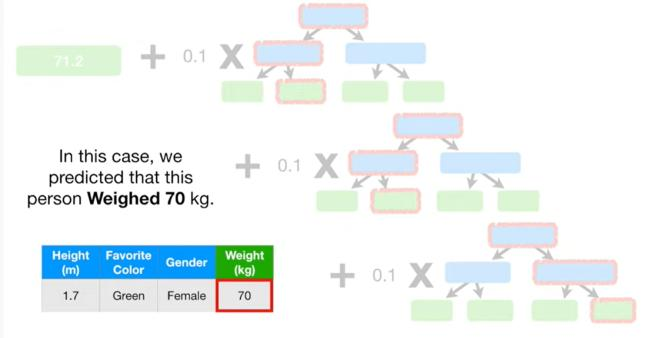 71.2 + 0.1 X
In this case, we
predicted that this
person Weighed 70 kg.
+ 0.1 X
Height (m) Favorite Color Gender Weight (kg)
1.7 Green Female 70
+ 0.1 X